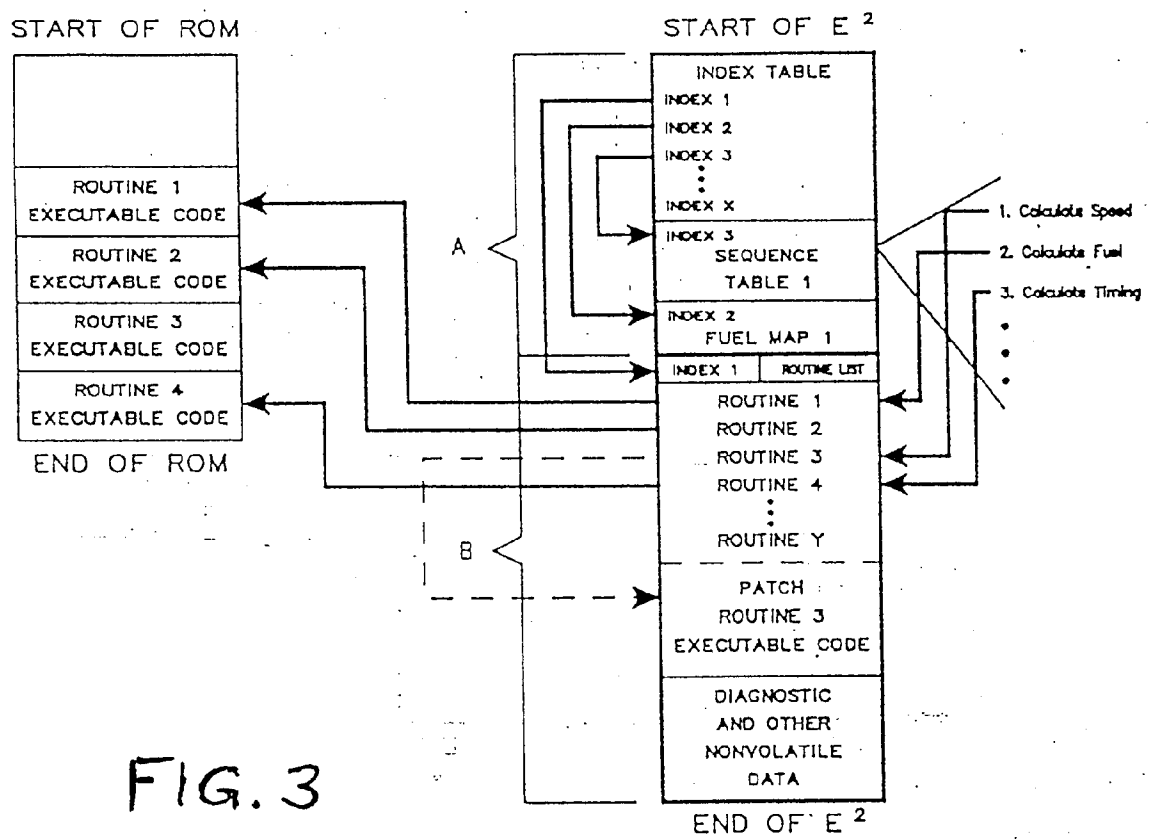 START OF ROM
ROUTINE 1
EXECUTABLE CODE
ROUTINE 2
EXECUTABLE CODE
ROUTINE 3
EXECUTABLE CODE
ROUTINE 4
EXECUTABLE CODE
END OF ROM
A
B
START OF E 2
INDEX TABLE
INDEX 1
INDEX 2
INDEX 3
INDEX X
INDEX 3
SEQUENCE
TABLE 1
INDEX 2
FUEL MAP 1
INDEX 1 ROUTINE LIST
ROUTINE 1
ROUTINE 2
ROUTINE 3
ROUTINE 4
ROUTINE Y
PATCH
ROUTINE 3
EXECUTABLE CODE
DIAGNOSTIC
AND OTHER
NONVOLATILE
DATA
END OF E 2
1. Calculate Speed
2. Calculate Fuel
3. Calculate Timing
FIG. 3